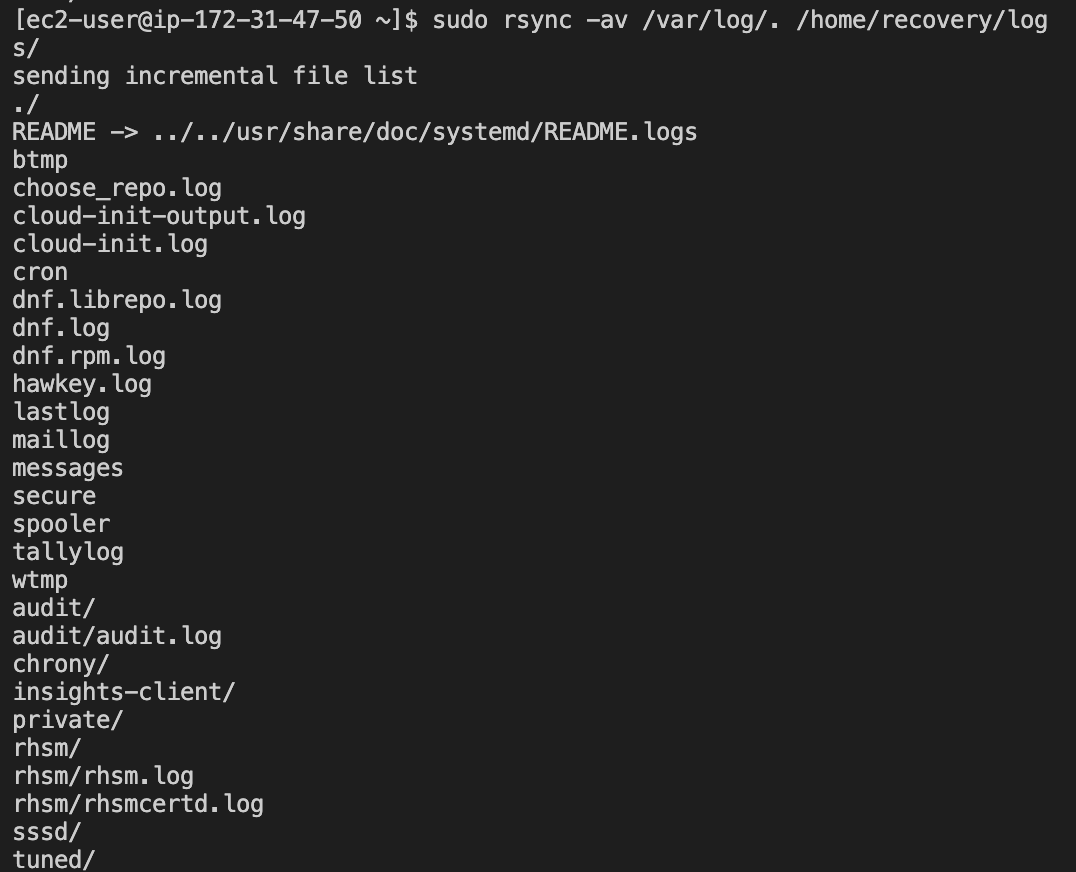 [ec2-user@ip-172-31-47-50 ~]$ sudo rsync -av /var/log/. /home/recovery/log
s/
sending incremental file list
./
README -> ../../usr/share/doc/systemd/README.logs
btmp
choose_repo.log
cloud-init-output.log
cloud-init.log
cron
dnf.librepo.log
dnf.log
dnf.rpm.log
hawkey.log
lastlog
maillog
messages
secure
spooler
tallylog
wtmp
audit/
audit/audit.log
chrony/
insights-client/
private/
rhsm/
rhsm/rhsm.log
rhsm/rhsmcertd.log
sssd/
tuned/